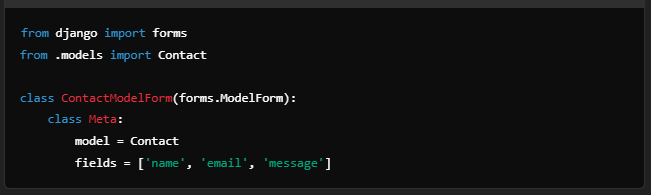 from django import forms
from .models import Contact
class ContactModelForm(forms.ModelForm):
class Meta:
model = Contact
fields = ['name', 'email', 'message']